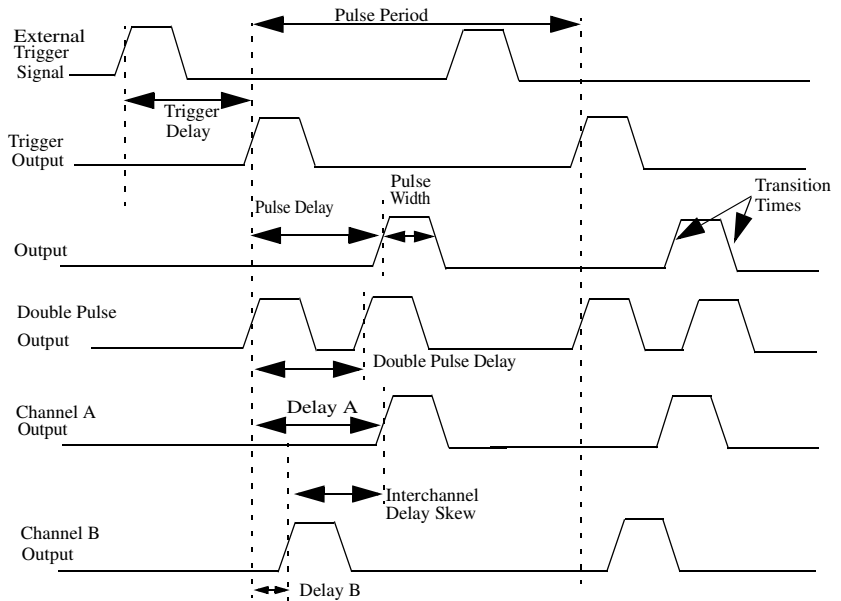 Pulse Period
External
Trigger
Signal
Trigger
Delay
Trigger
Output
Pulse
Width
Transition
Times
Pulse Delay
Output
Double Pulse
Output
Double Pulse Delay
Channel A
Output
Delay A
Interchannel
Delay Skew
Channel B
Output
Delay B